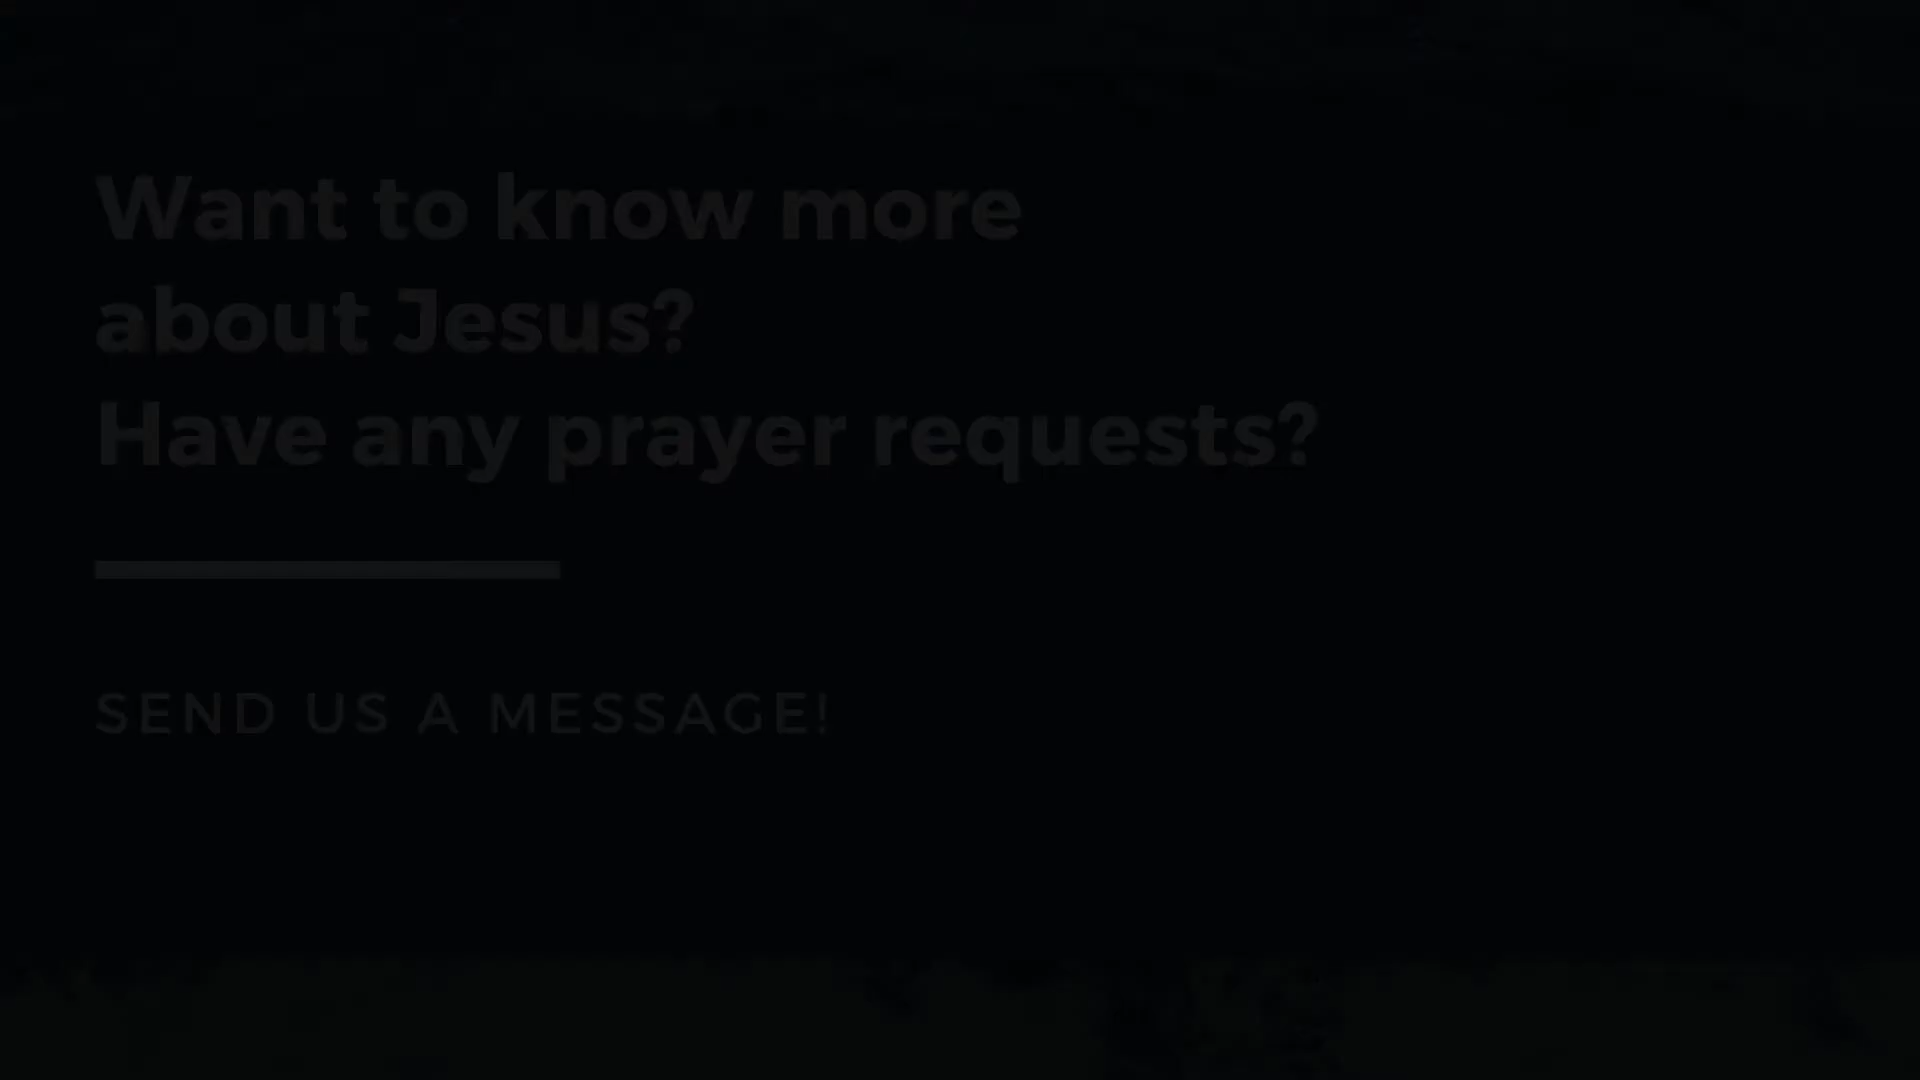 Want to know more
about Jesus?
Have any prayer requests?
SEND US A MESSAGE!